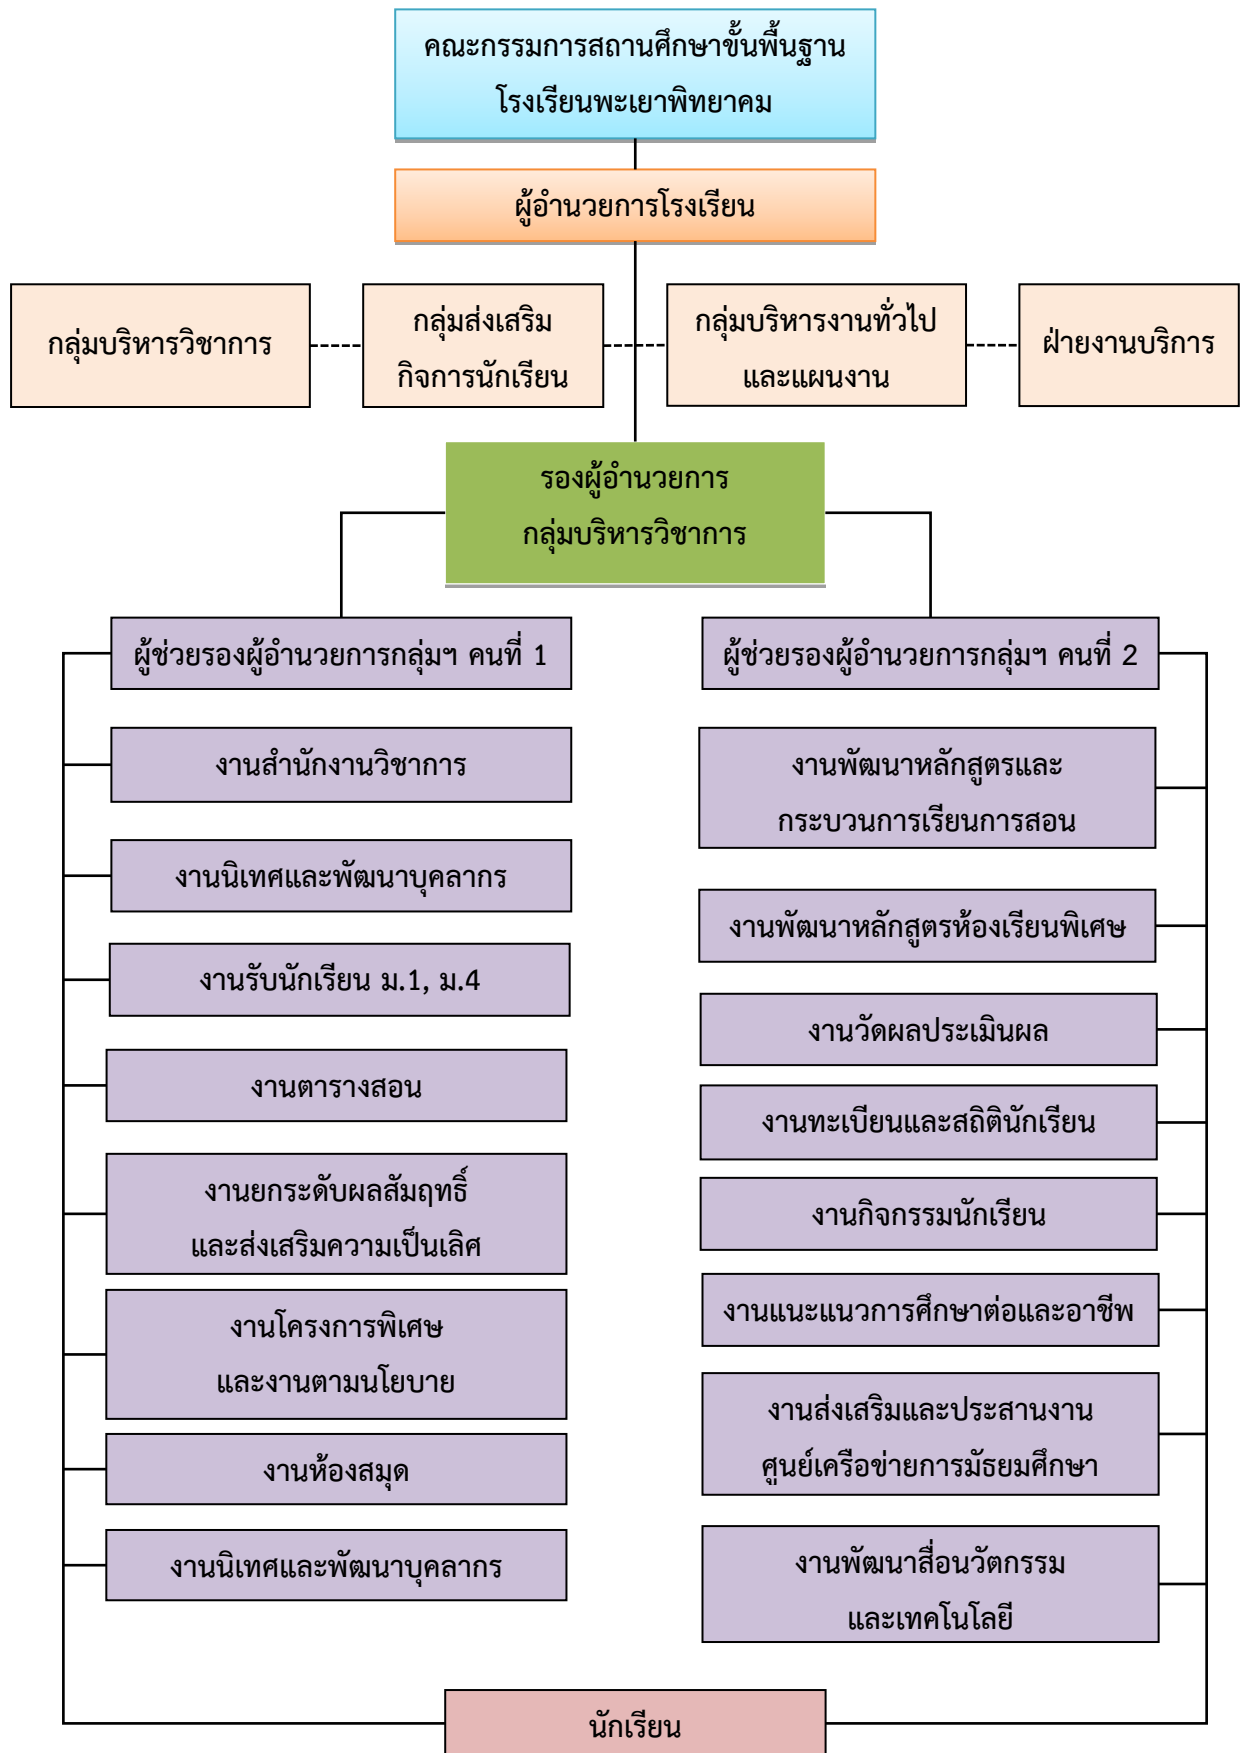 คณะกรรมการสถานศึกษาขั้นพื้นฐาน
โรงเรียนพะเยาพิทยาคม
ผู้อำนวยการโรงเรียน
กลุ่มบริหารวิชาการ
กลุ่มส่งเสริม
กิจการนักเรียน
กลุ่มบริหารงานทั่วไป
และแผนงาน
ฝ่ายงานบริการ
รองผู้อำนวยการ
กลุ่มบริหารวิชาการ
ผู้ช่วยรองผู้อำนวยการกลุ่มฯ คนที่ 1
งานสำนักงานวิชาการ
งานนิเทศและพัฒนาบุคลากร
งานรับนักเรียน ม.1, ม.4
งานตารางสอน
งานยกระดับผลสัมฤทธิ์
และส่งเสริมความเป็นเลิศ
งานโครงการพิเศษ
และงานตามนโยบาย
งานห้องสมุด
งานนิเทศและพัฒนาบุคลากร
ผู้ช่วยรองผู้อำนวยการกลุ่มฯ คนที่ 2
งานพัฒนาหลักสูตรและ
กระบวนการเรียนการสอน
งานพัฒนาหลักสูตรห้องเรียนพิเศษ
งานวัดผลประเมินผล
งานทะเบียนและสถิตินักเรียน
งานกิจกรรมนักเรียน
งานแนะแนวการศึกษาต่อและอาชีพ
งานส่งเสริมและประสานงาน
ศูนย์เครือข่ายการมัธยมศึกษา
งานพัฒนาสื่อนวัตกรรม
และเทคโนโลยี
นักเรียน